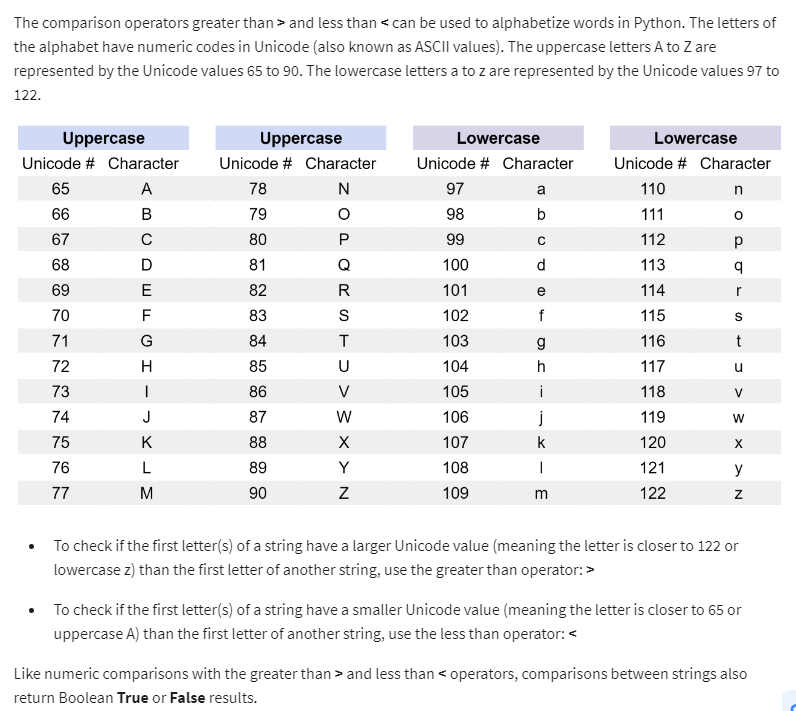 The comparison operators greater than > and less than < can be used to alphabetize words in Python. The letters of
the alphabet have numeric codes in Unicode (also known as ASCII values). The uppercase letters A to Z are
represented by the Unicode values 65 to 90. The lowercase letters a to z are represented by the Unicode values 97 to
122.
Uppercase Uppercase Lowercase Lowercase
Unicode # Character Unicode # Character Unicode # Character Unicode # Character
65 A 78 N 97 a 110 n
66 B 79 O 98 b 111 o
67 C 80 P 99 c 112 p
68 D 81 Q 100 d 113 q
69 E 82 R 101 e 114 r
70 F 83 S 102 f 115 s
71 G 84 T 103 g 116 t
72 H 85 U 104 h 117 u
73 I 86 V 105 i 118 v
74 J 87 W 106 j 119 w
75 K 88 X 107 k 120 x
76 L 89 Y 108 l 121 y
77 M 90 Z 109 m 122 z
• To check if the first letter(s) of a string have a larger Unicode value (meaning the letter is closer to 122 or
lowercase z) than the first letter of another string, use the greater than operator: >
• To check if the first letter(s) of a string have a smaller Unicode value (meaning the letter is closer to 65 or
uppercase A) than the first letter of another string, use the less than operator: <
Like numeric comparisons with the greater than > and less than < operators, comparisons between strings also
return Boolean True or False results.